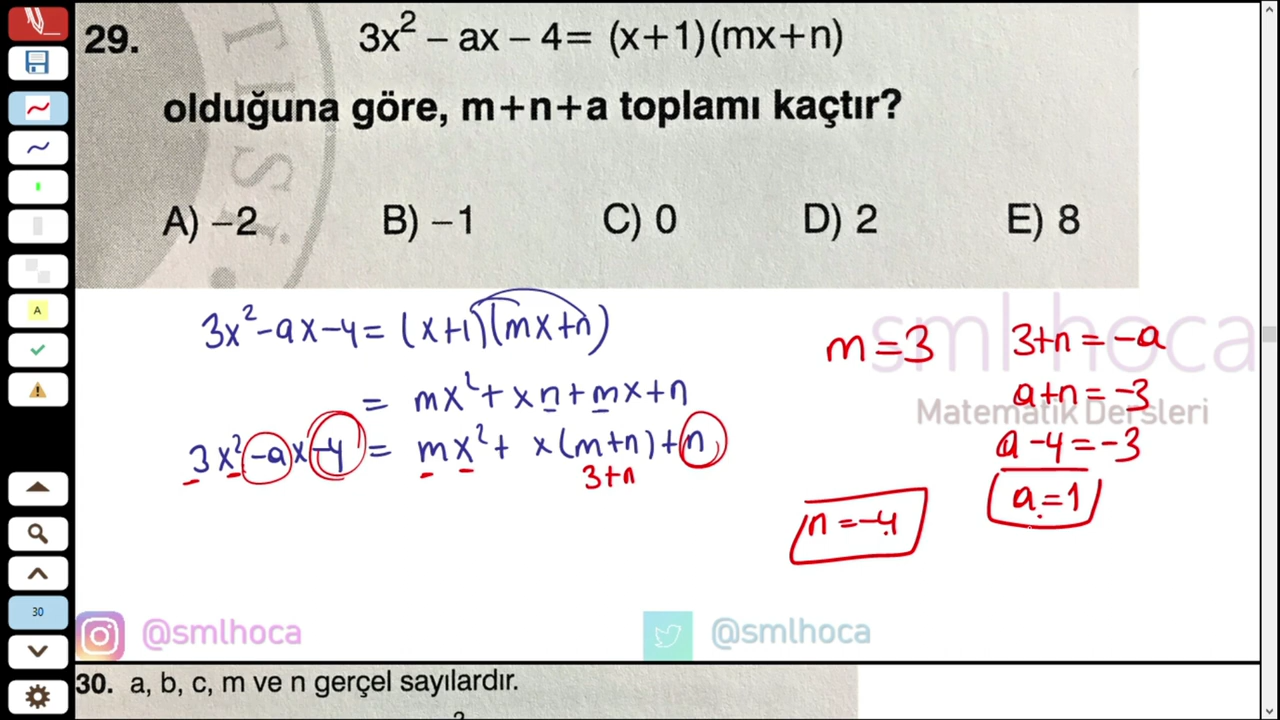 29. 3x² – ax – 4= (x+1)(mx+n)
olduğuna göre, m+n+a toplamı kaçtır?
A) –2 B) –1 C) 0 D) 2 E) 8
3x²-ax-4= (x+1)(mx+n)
= mx²+xn+mx+n
3x²-ax-4 = mx²+ x(m+n)+n
3+n
m=3
3+n=-a
a+n=-3
a-4=-3
a=1
n=-4
smlhoca
Matematik Dersleri
@smlhoca @smlhoca
30. a, b, c, m ve n gerçel sayılardır.
A
30